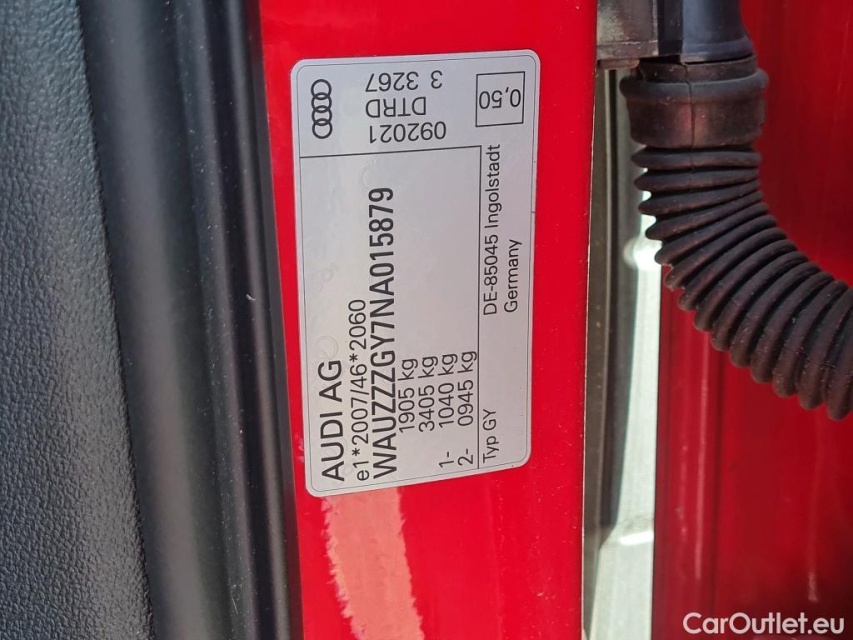 AUDI AG
e1*2007/46*2060
WAUZZZGY7NA015879
1905 kg
3405 kg
1- 1040 kg
2- 0945 kg
Typ GY
DE-85045 Ingolstadt
Germany
092021
DTRD
3 3267
0,50
CarOutlet.eu